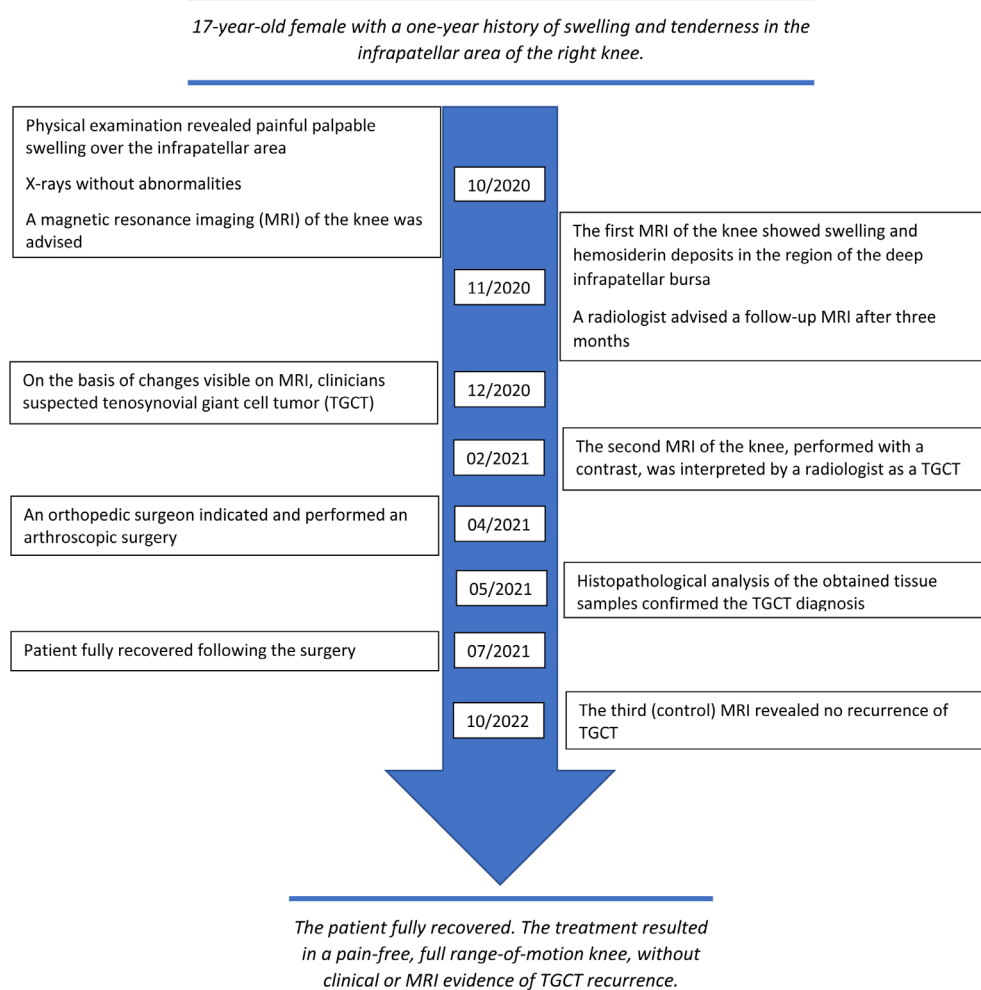 17-year-old female with a one-year history of swelling and tenderness in the
infrapatellar area of the right knee.
Physical examination revealed painful palpable
swelling over the infrapatellar area
X-rays without abnormalities
A magnetic resonance imaging (MRI) of the knee was
advised
10/2020
11/2020
The first MRI of the knee showed swelling and
hemosiderin deposits in the region of the deep
infrapatellar bursa
A radiologist advised a follow-up MRI after three
months
On the basis of changes visible on MRI, clinicians
suspected tenosynovial giant cell tumor (TGCT)
12/2020
02/2021
The second MRI of the knee, performed with a
contrast, was interpreted by a radiologist as a TGCT
An orthopedic surgeon indicated and performed an
arthroscopic surgery
04/2021
05/2021
Histopathological analysis of the obtained tissue
samples confirmed the TGCT diagnosis
Patient fully recovered following the surgery
07/2021
10/2022
The third (control) MRI revealed no recurrence of
TGCT
The patient fully recovered. The treatment resulted
in a pain-free, full range-of-motion knee, without
clinical or MRI evidence of TGCT recurrence.